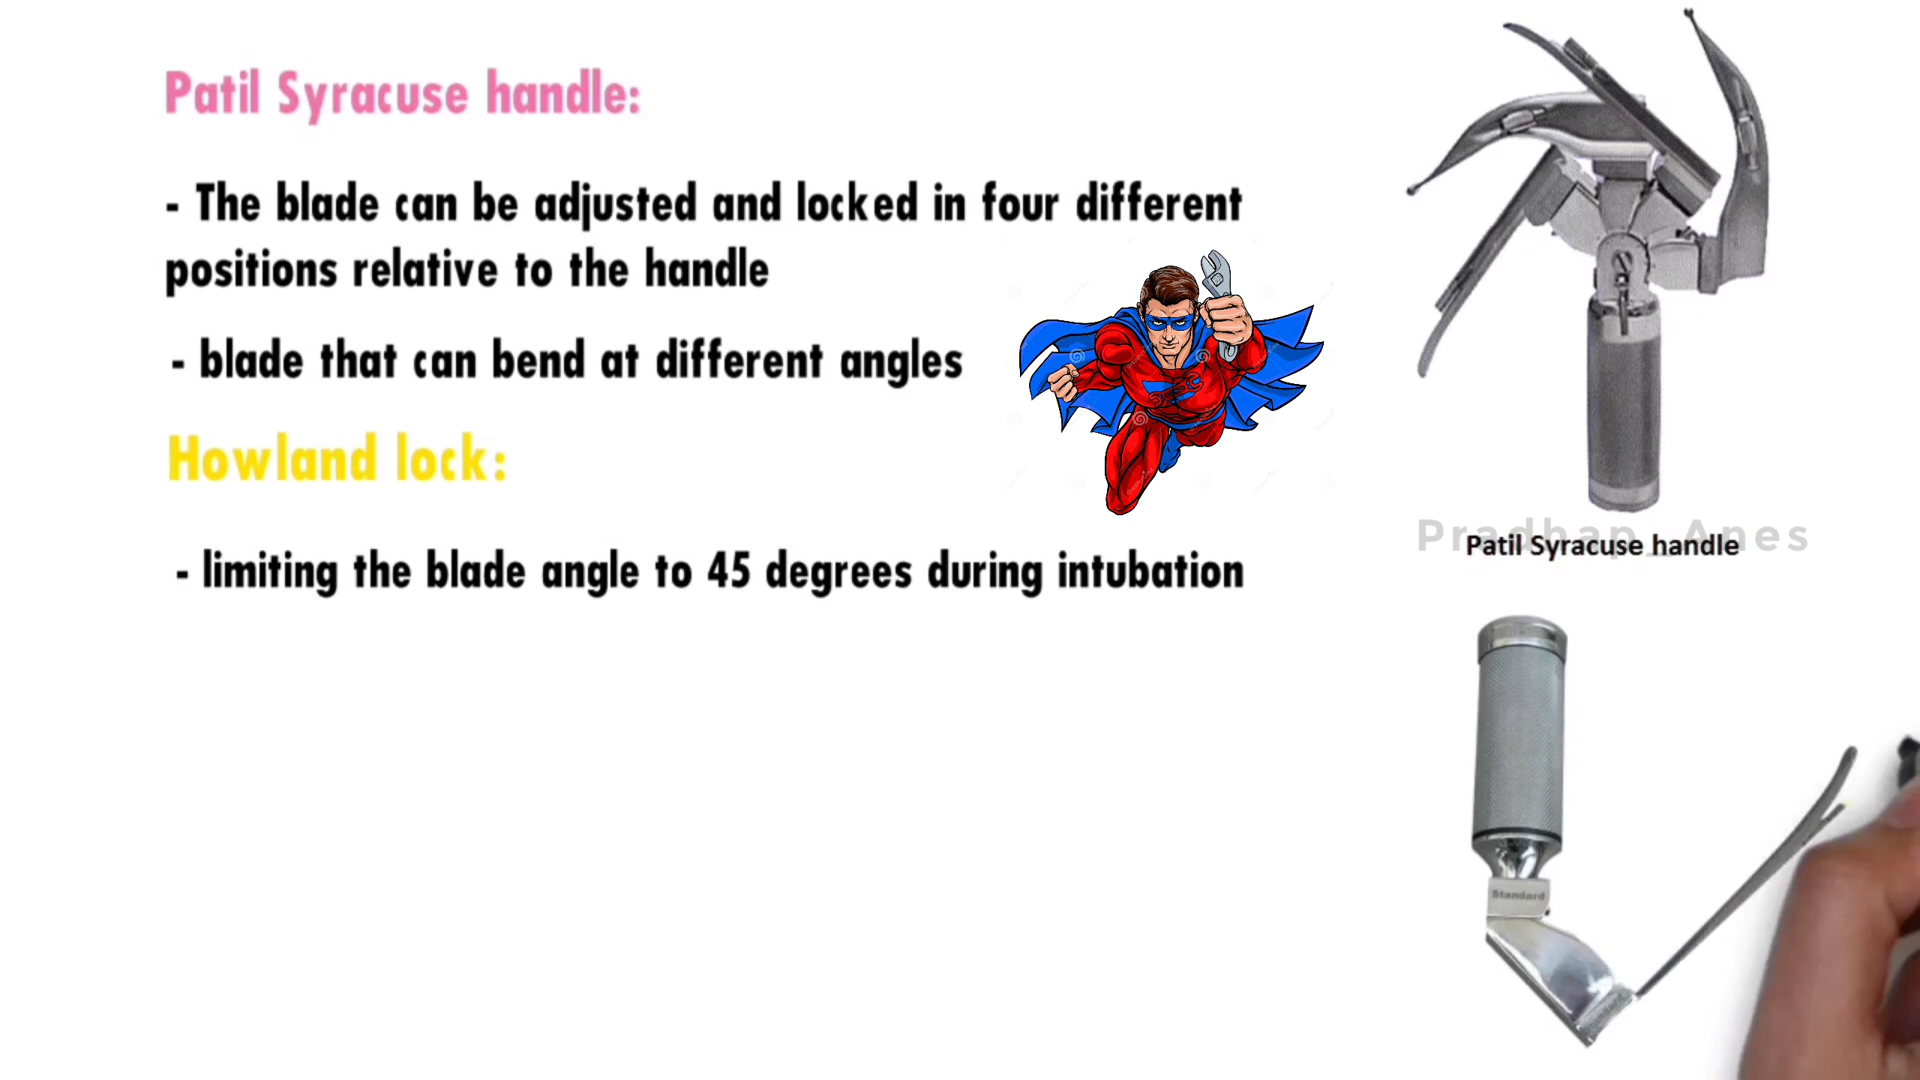 Patil Syracuse handle:
- The blade can be adjusted and locked in four different
positions relative to the handle
- blade that can bend at different angles
Howland lock:
- limiting the blade angle to 45 degrees during intubation
Pradhap_Anes
Patil Syracuse handle
Standard